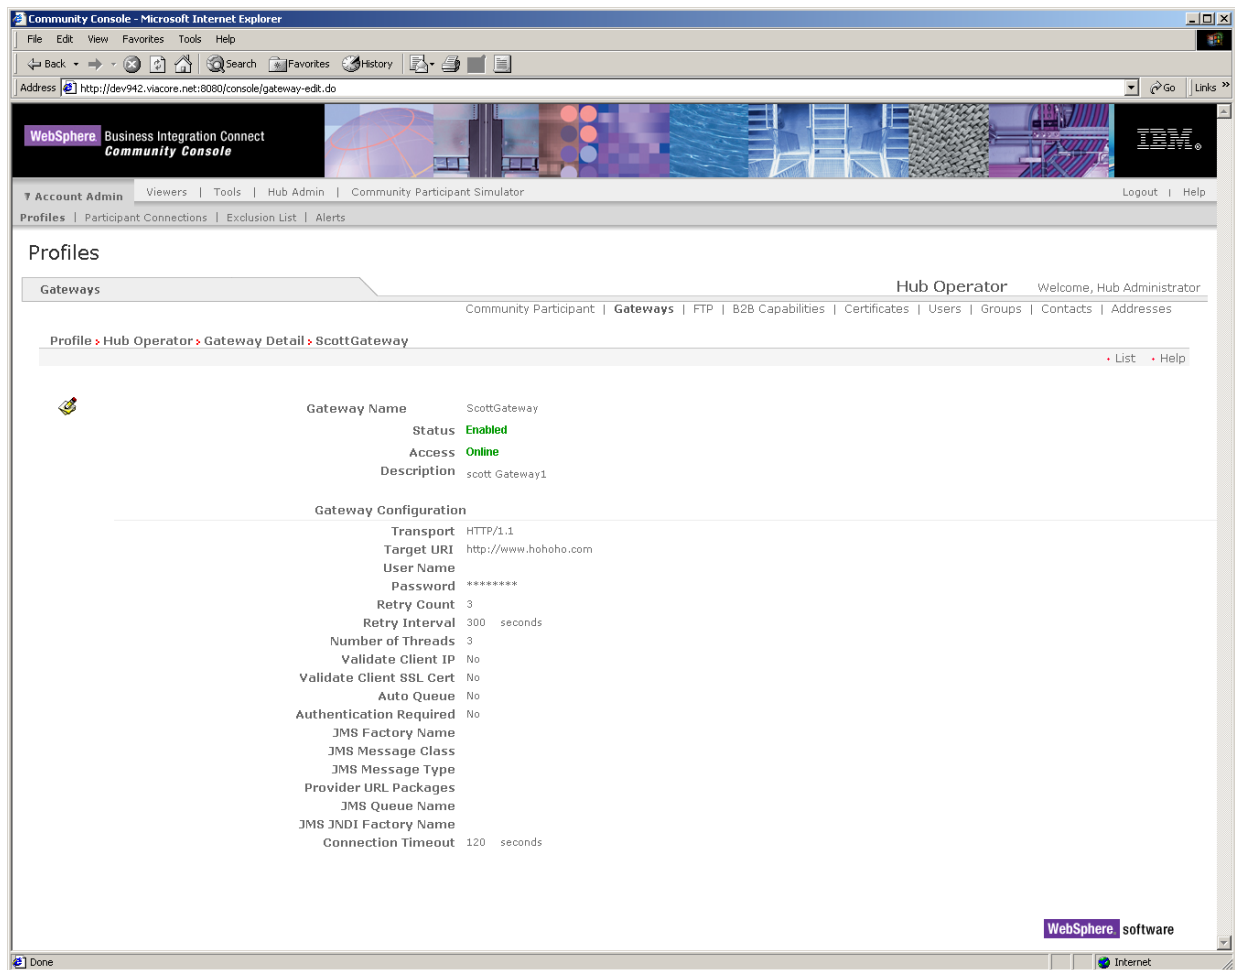 Community Console - Microsoft Internet Explorer
File Edit View Favorites Tools Help
Back Search Favorites History
Address http://dev942.viacore.net:8080/console/gateway-edit.do Go Links »
WebSphere. Business Integration Connect
Community Console
IBM®
Account Admin Viewers | Tools | Hub Admin | Community Participant Simulator Logout | Help
Profiles | Participant Connections | Exclusion List | Alerts
Profiles
Gateways Hub Operator Welcome, Hub Administrator
Community Participant | Gateways | FTP | B2B Capabilities | Certificates | Users | Groups | Contacts | Addresses
Profile › Hub Operator › Gateway Detail › ScottGateway
List Help
Gateway Name ScottGateway
Status Enabled
Access Online
Description scott Gateway1
Gateway Configuration
Transport HTTP/1.1
Target URI http://www.hohoho.com
User Name
Password ********
Retry Count 3
Retry Interval 300 seconds
Number of Threads 3
Validate Client IP No
Validate Client SSL Cert No
Auto Queue No
Authentication Required No
JMS Factory Name
JMS Message Class
JMS Message Type
Provider URL Packages
JMS Queue Name
JMS JNDI Factory Name
Connection Timeout 120 seconds
WebSphere. software
Done Internet